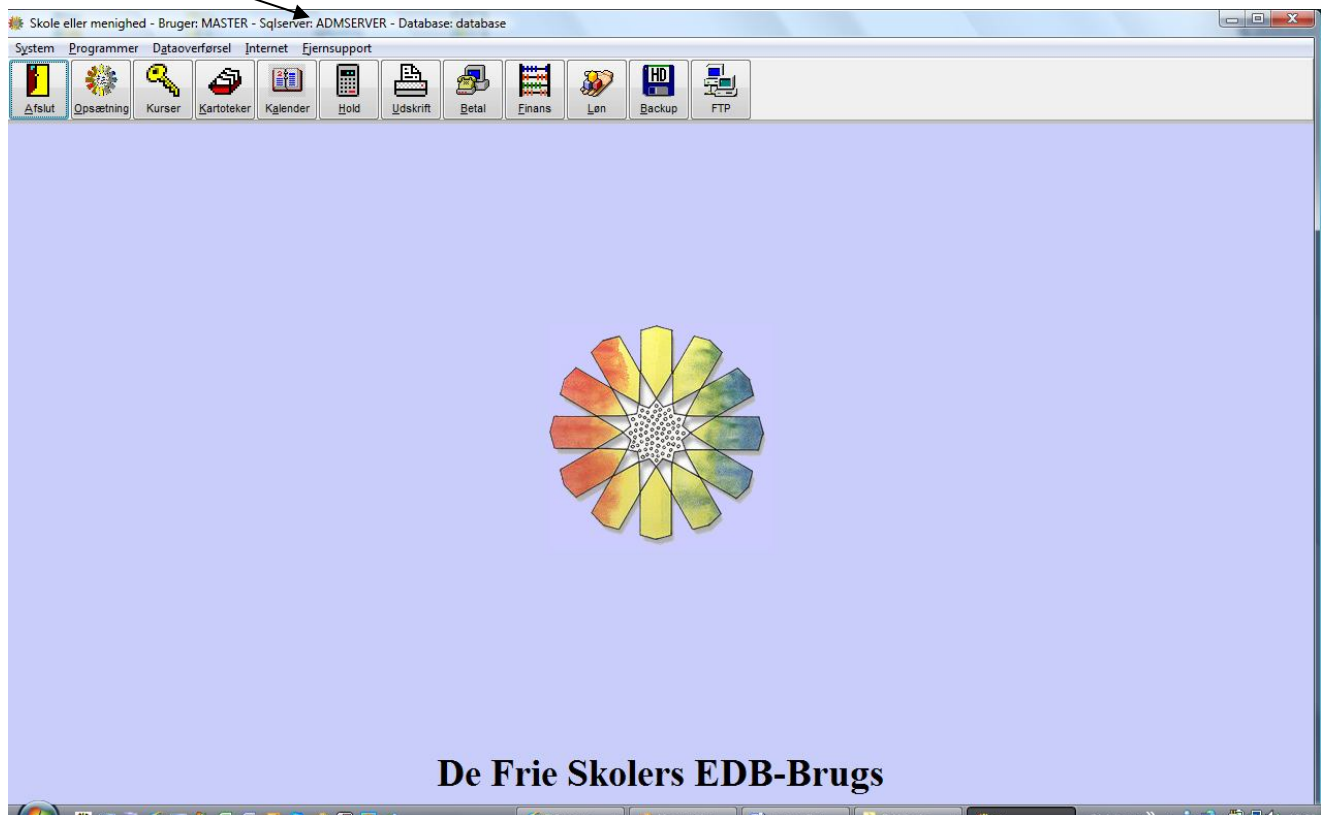 Skole eller menighed - Bruger: MASTER - Sqlserver: ADMSERVER - Database: database
System Programmer Dataoverførsel Internet Fjernsupport
Afslut Opsætning Kurser Kartoteker Kalender Hold Udskrift Betal Finans Løn Backup FTP
De Frie Skolers EDB-Brugs